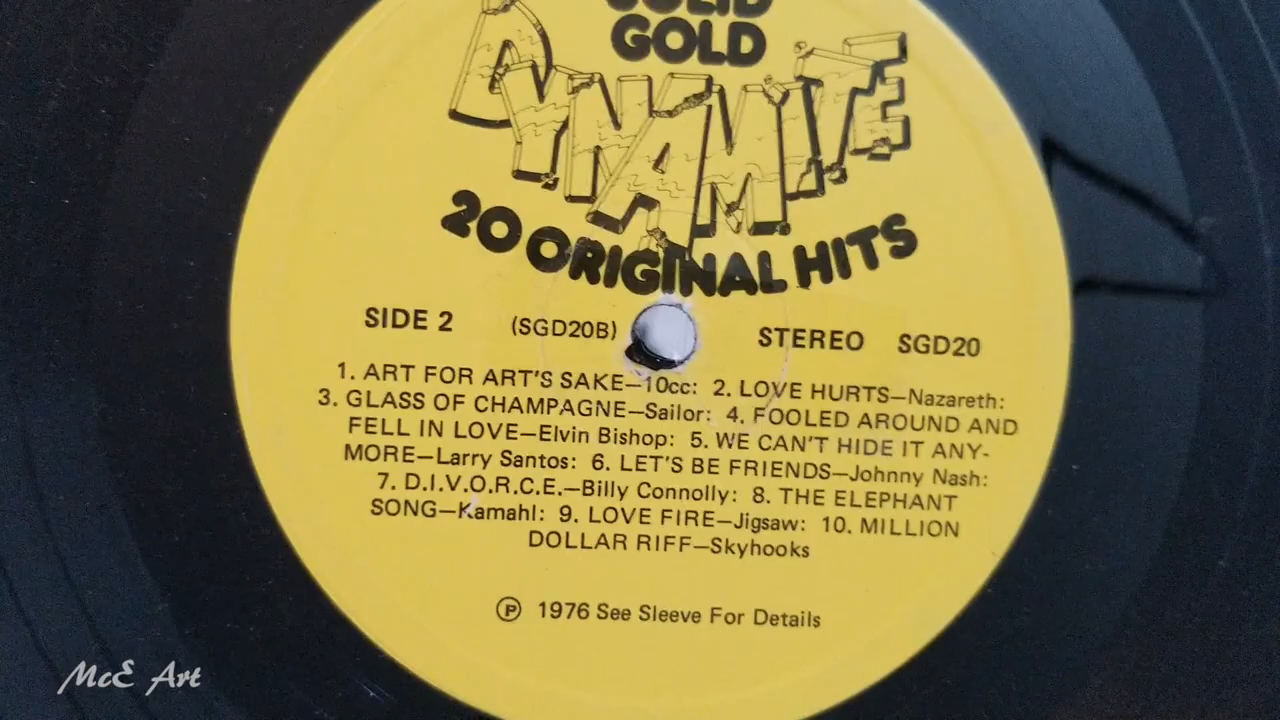 SOLID
GOLD
DYNAMITE
20 ORIGINAL HITS
SIDE 2 (SGD20B) STEREO SGD20
1. ART FOR ART'S SAKE—10cc: 2. LOVE HURTS—Nazareth:
3. GLASS OF CHAMPAGNE—Sailor: 4. FOOLED AROUND AND
FELL IN LOVE—Elvin Bishop: 5. WE CAN'T HIDE IT ANY-
MORE—Larry Santos: 6. LET'S BE FRIENDS—Johnny Nash:
7. D.I.V.O.R.C.E.—Billy Connolly: 8. THE ELEPHANT
SONG—Kamahl: 9. LOVE FIRE—Jigsaw: 10. MILLION
DOLLAR RIFF—Skyhooks
Ⓟ 1976 See Sleeve For Details
McE Art